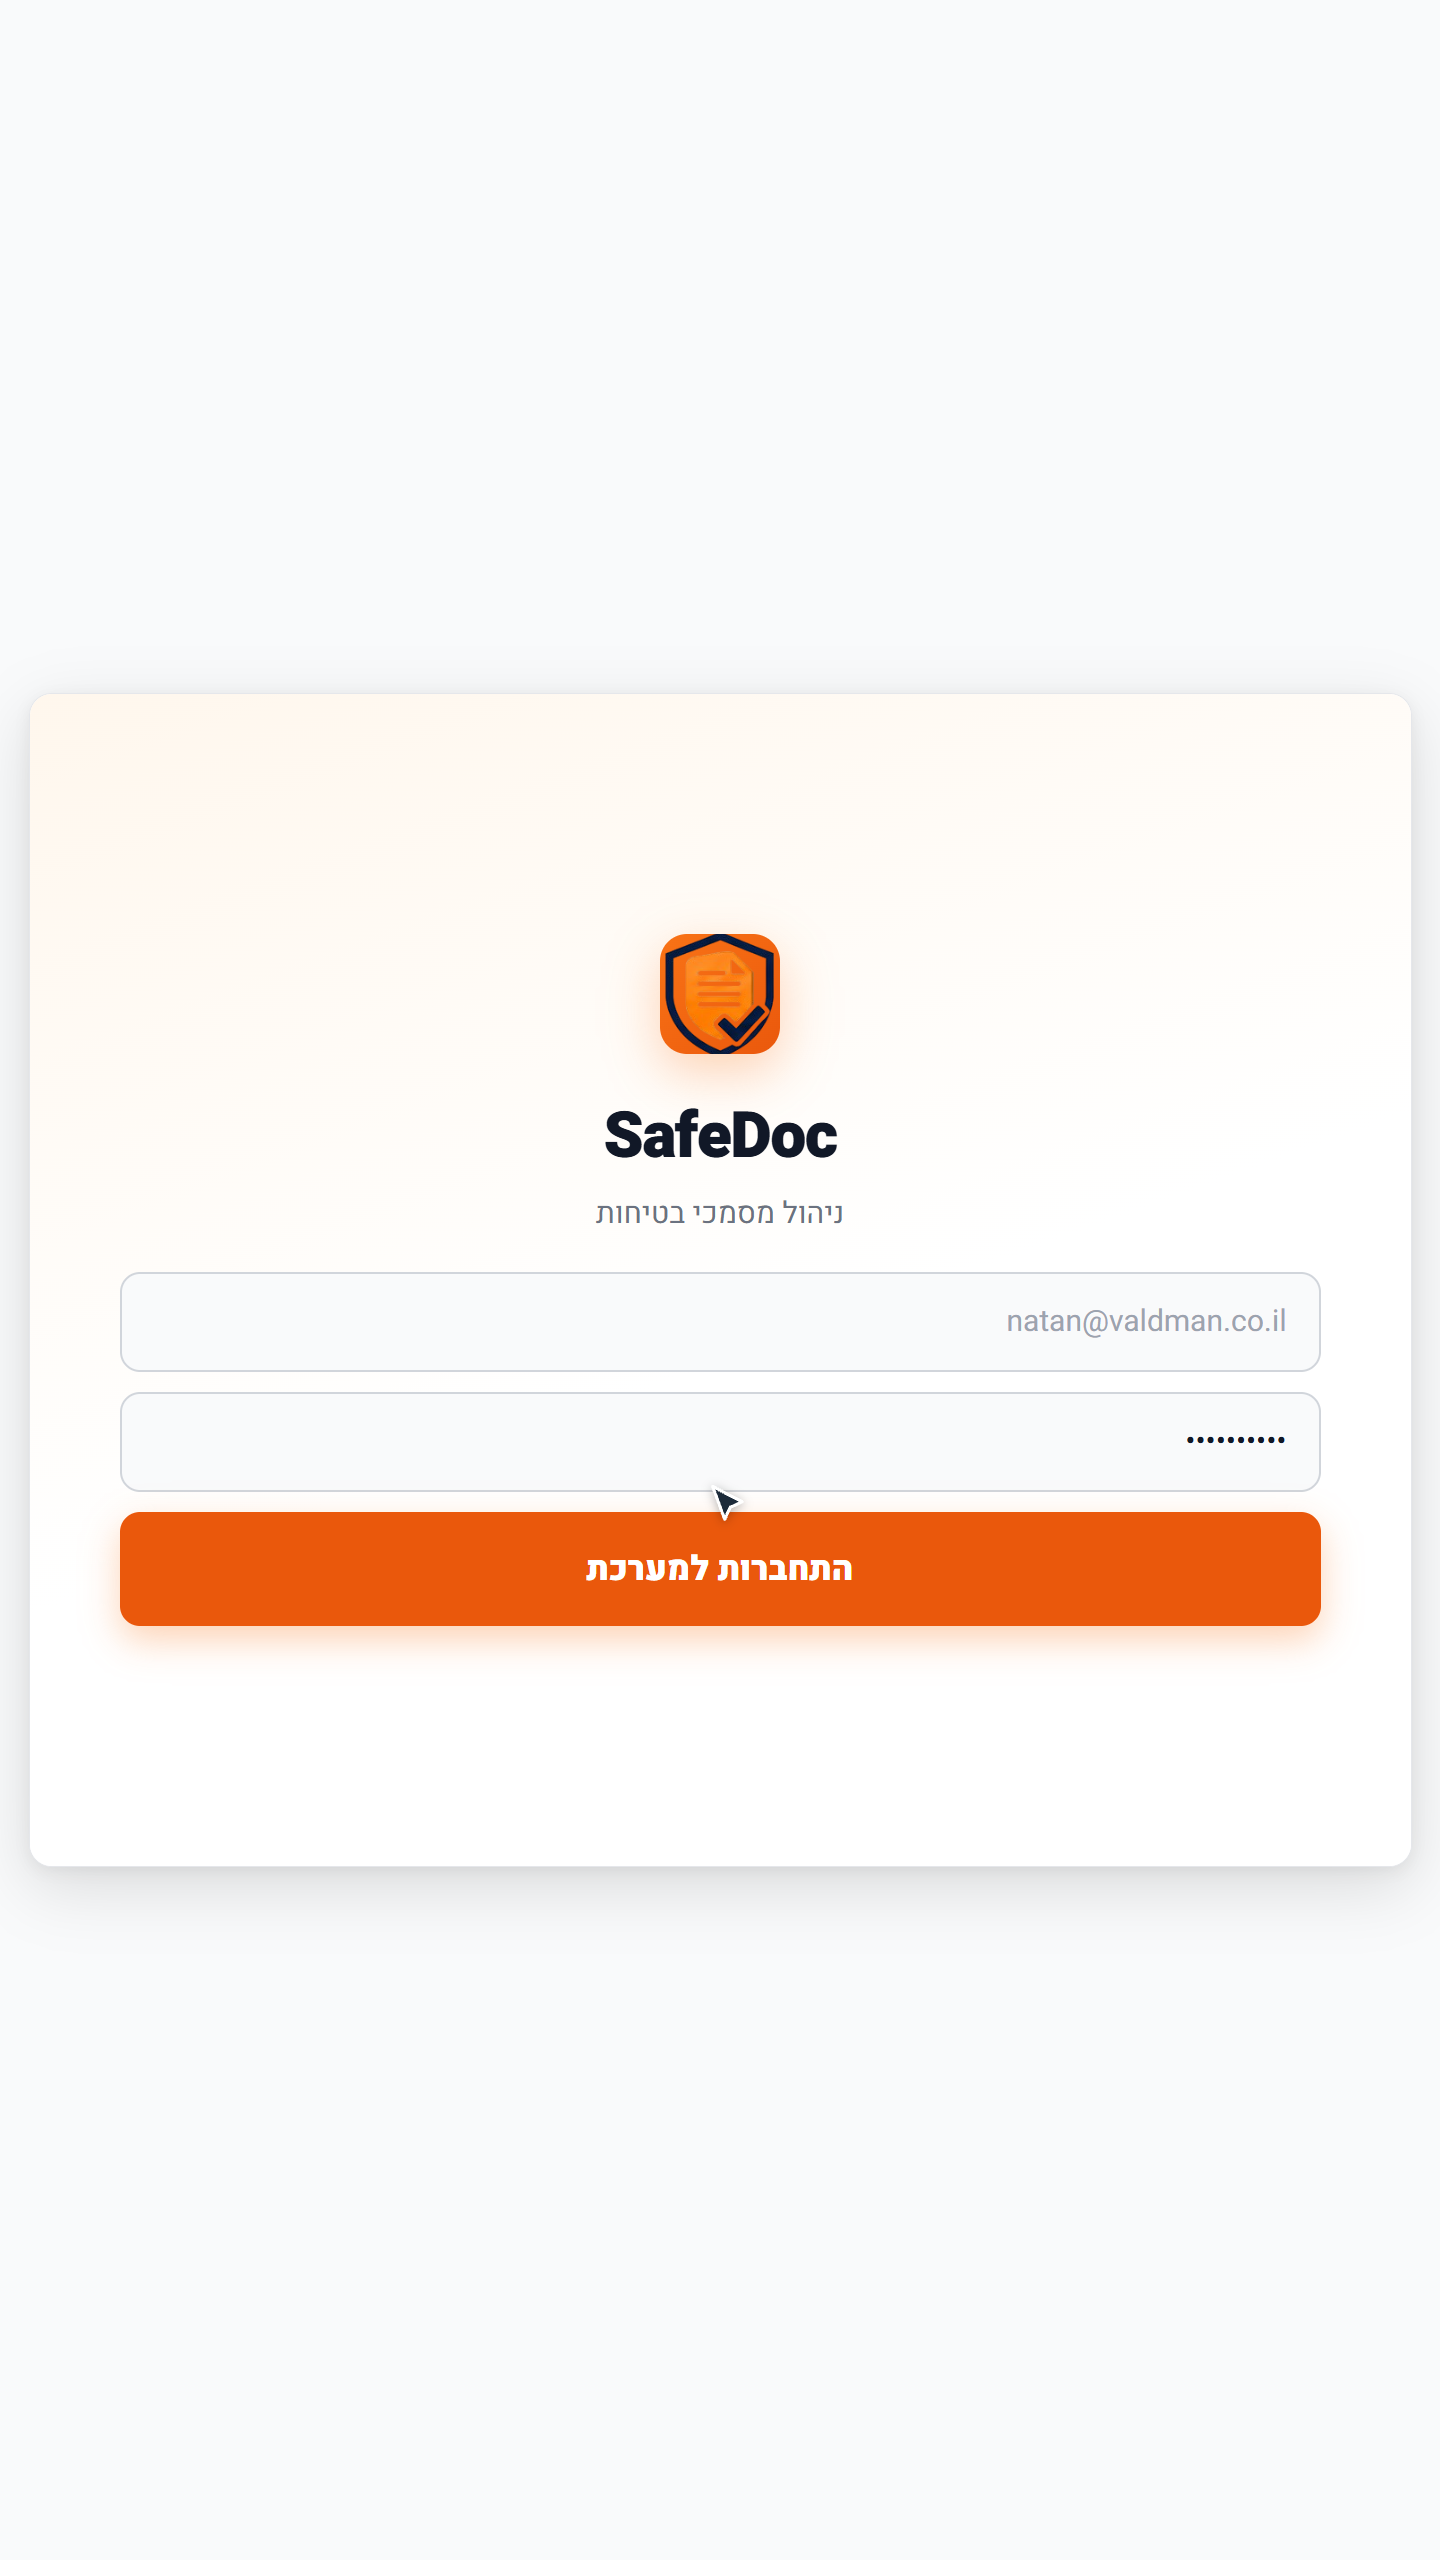 SafeDoc
ניהול מסמכי בטיחות
natan@valdman.co.il
••••••••••
התחברות למערכת